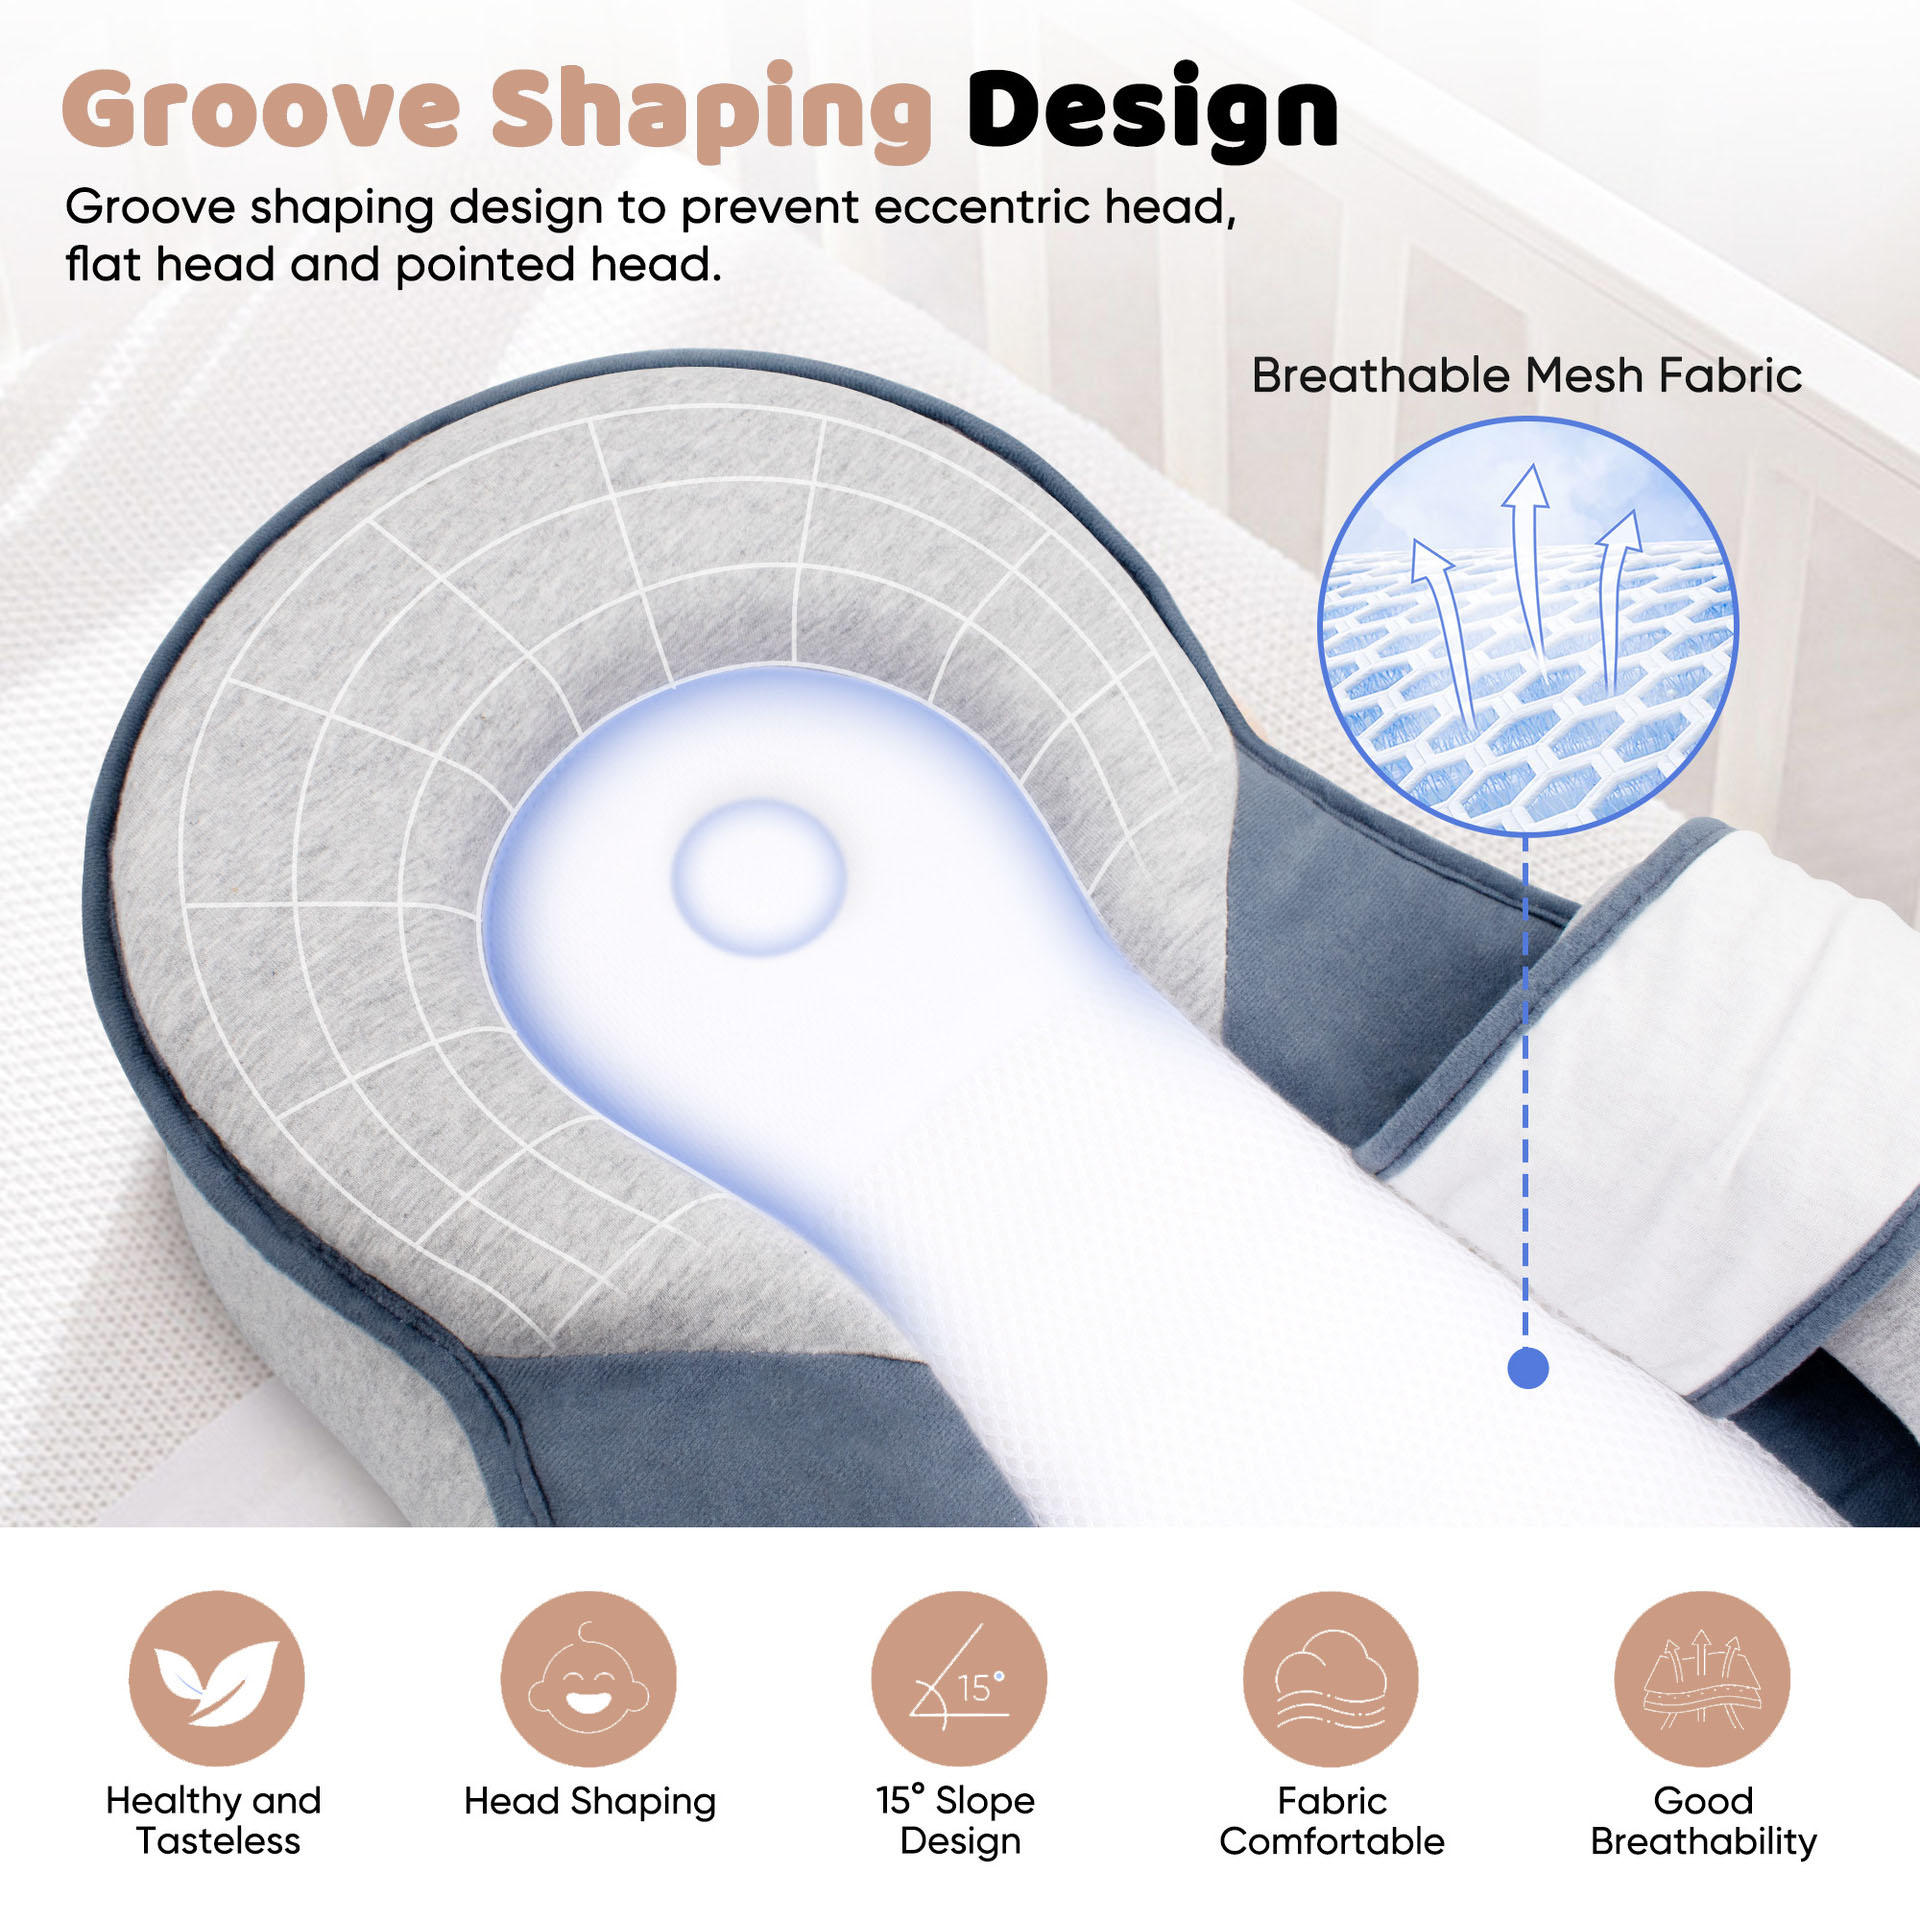 Groove Shaping Design
Groove shaping design to prevent eccentric head,
flat head and pointed head.
Breathable Mesh Fabric
15°
Healthy and
Tasteless
Head Shaping
15° Slope
Design
Fabric
Comfortable
Good
Breathability